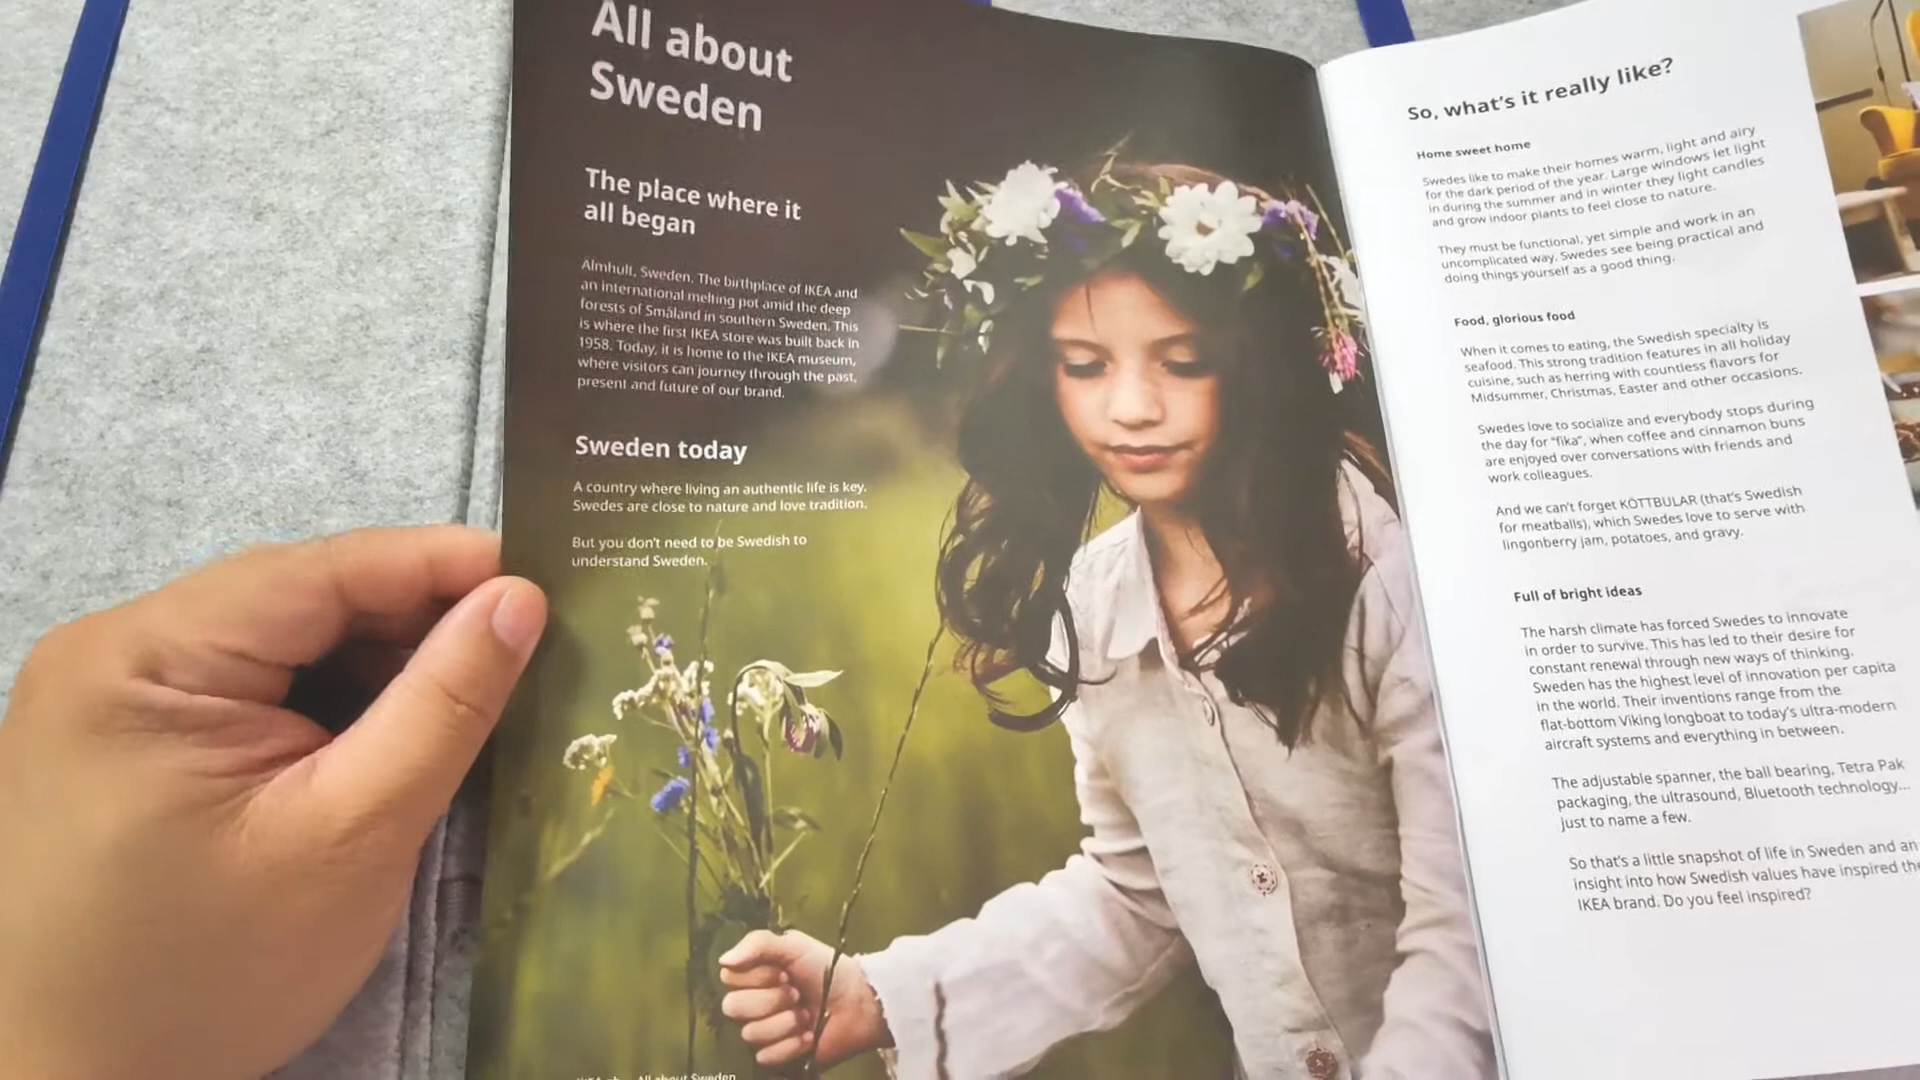 All about
Sweden
The place where it
all began
Älmhult, Sweden. The birthplace of IKEA and
an international melting pot amid the deep
forests of Småland in southern Sweden. This
is where the first IKEA store was built back in
1958. Today, it is home to the IKEA museum,
where visitors can journey through the past,
present and future of our brand.
Sweden today
A country where living an authentic life is key.
Swedes are close to nature and love tradition.
But you don't need to be Swedish to
understand Sweden.
All about Sweden
So, what's it really like?
Home sweet home
Swedes like to make their homes warm, light and airy
for the dark period of the year. Large windows let light
in during the summer and in winter they light candles
and grow indoor plants to feel close to nature.
They must be functional, yet simple and work in an
uncomplicated way. Swedes see being practical and
doing things yourself as a good thing.
Food, glorious food
When it comes to eating, the Swedish specialty is
seafood. This strong tradition features in all holiday
cuisine, such as herring with countless flavors for
Midsummer, Christmas, Easter and other occasions.
Swedes love to socialize and everybody stops during
the day for "fika", when coffee and cinnamon buns
are enjoyed over conversations with friends and
work colleagues.
And we can't forget KÖTTBULAR (that's Swedish
for meatballs), which Swedes love to serve with
lingonberry jam, potatoes, and gravy.
Full of bright ideas
The harsh climate has forced Swedes to innovate
in order to survive. This has led to their desire for
constant renewal through new ways of thinking.
Sweden has the highest level of innovation per capita
in the world. Their inventions range from the
flat-bottom Viking longboat to today's ultra-modern
aircraft systems and everything in between.
The adjustable spanner, the ball bearing, Tetra Pak
packaging, the ultrasound, Bluetooth technology...
just to name a few.
So that's a little snapshot of life in Sweden and an
insight into how Swedish values have inspired the
IKEA brand. Do you feel inspired?